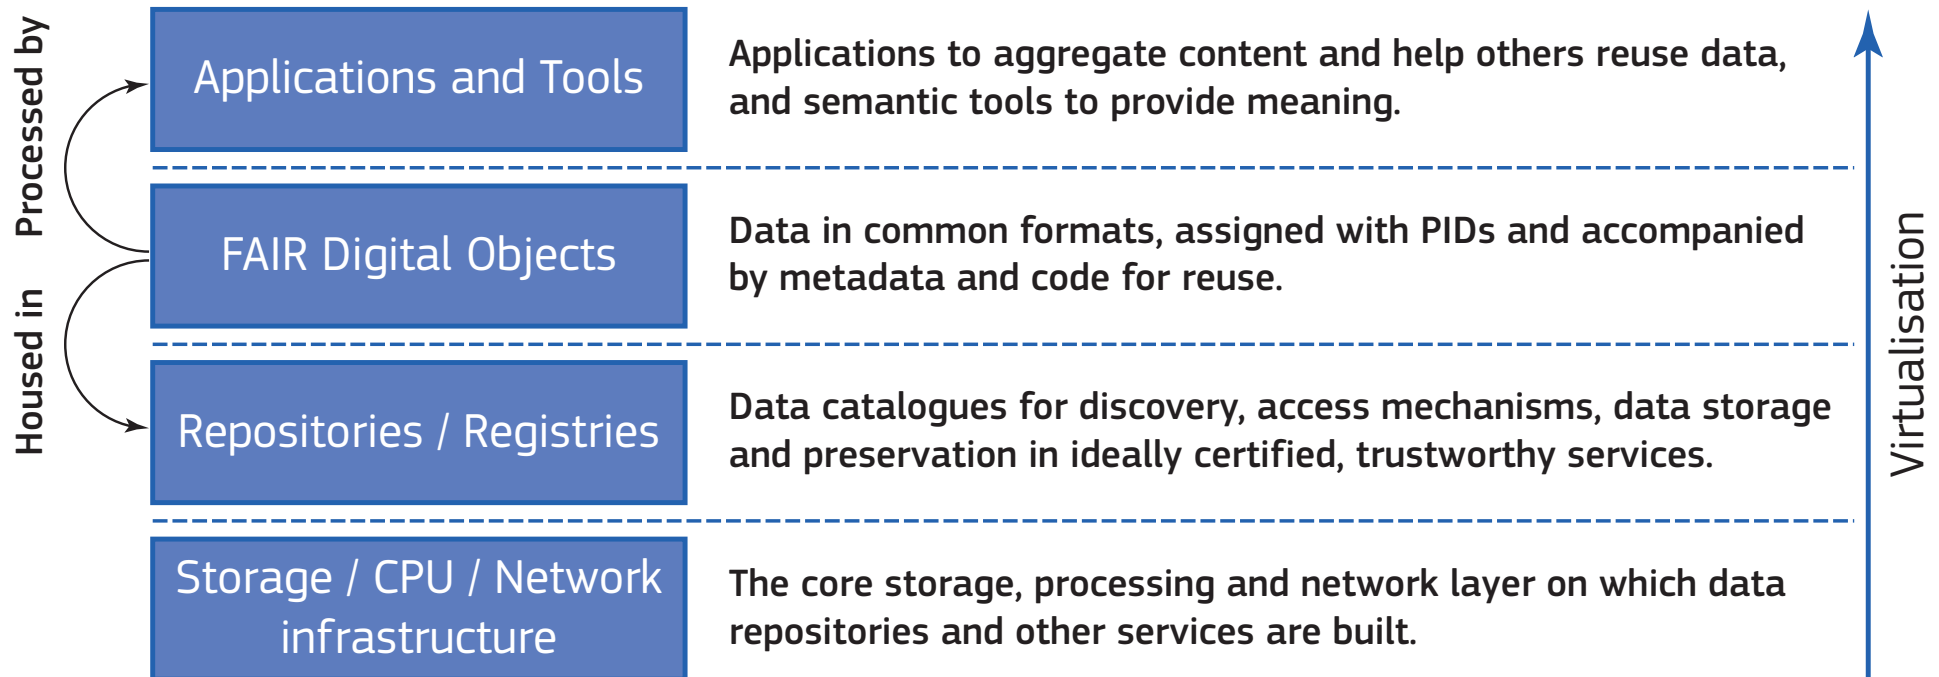 Processed by
Housed in
Applications and Tools
Applications to aggregate content and help others reuse data,
and semantic tools to provide meaning.
FAIR Digital Objects
Data in common formats, assigned with PIDs and accompanied
by metadata and code for reuse.
Repositories / Registries
Data catalogues for discovery, access mechanisms, data storage
and preservation in ideally certified, trustworthy services.
Storage / CPU / Network
infrastructure
The core storage, processing and network layer on which data
repositories and other services are built.
Virtualisation